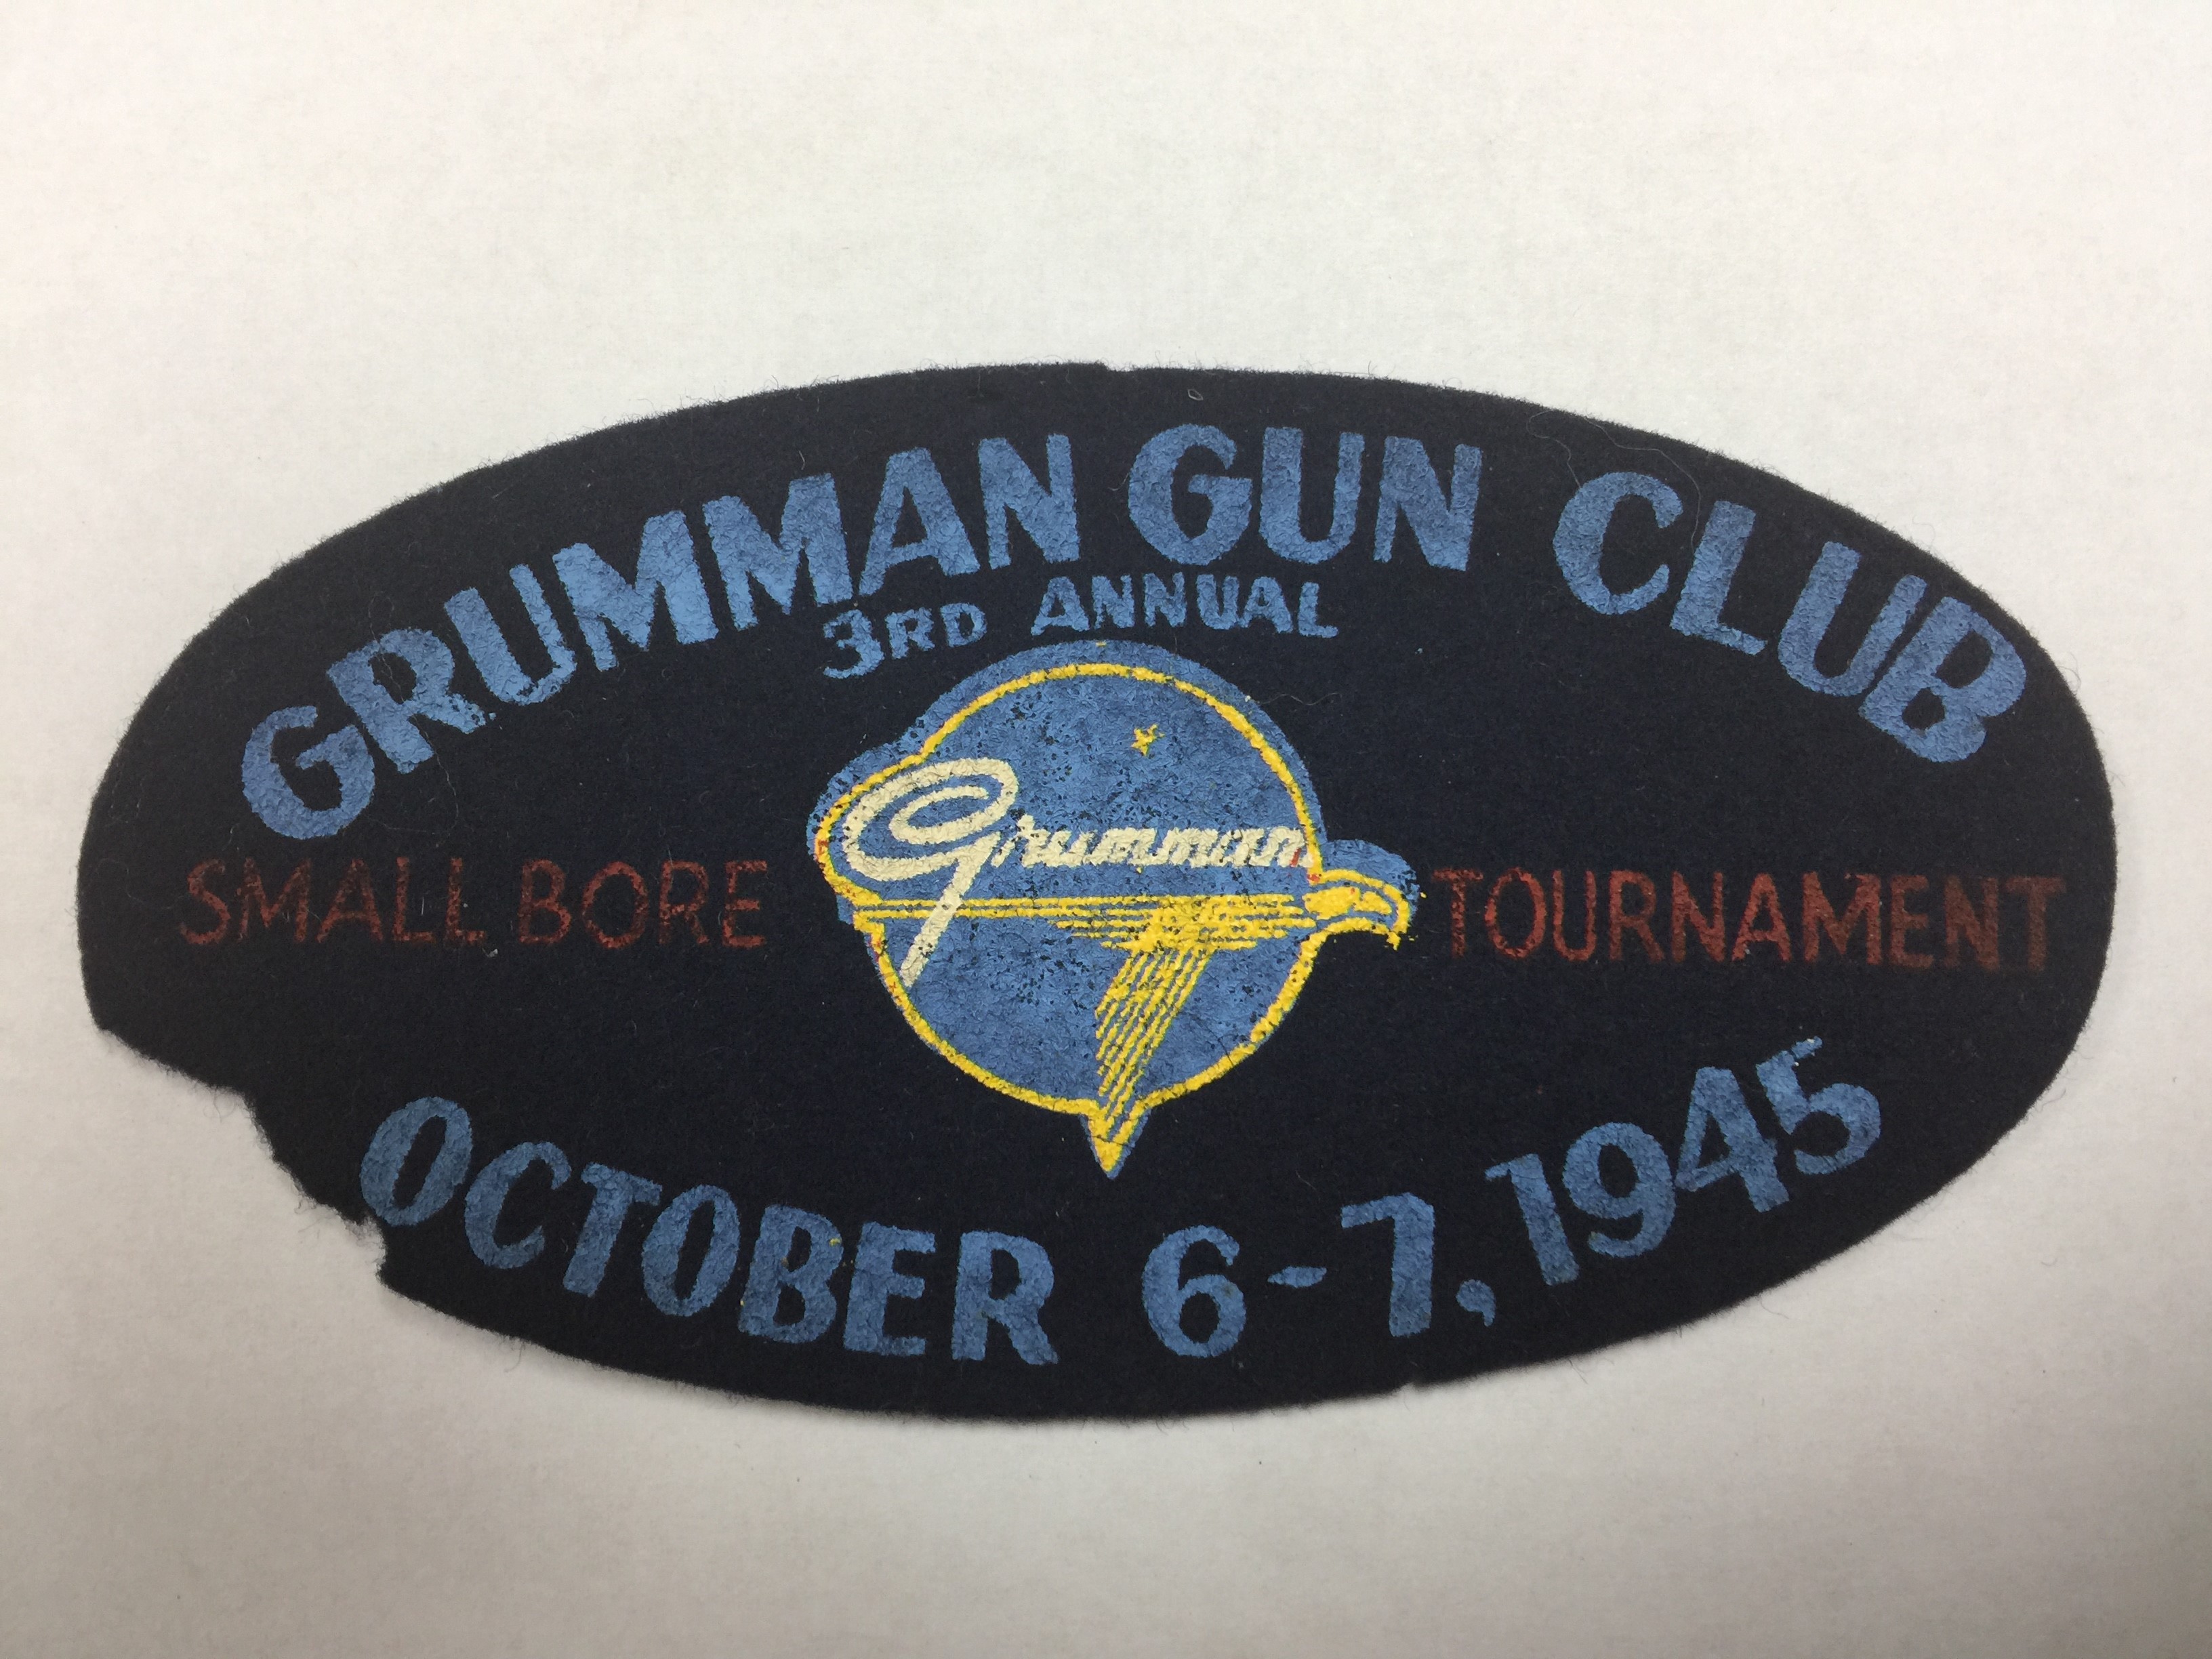 GRUMMAN GUN CLUB
3RD ANNUAL
Grumman
SMALL BORE TOURNAMENT
OCTOBER 6-7, 1945